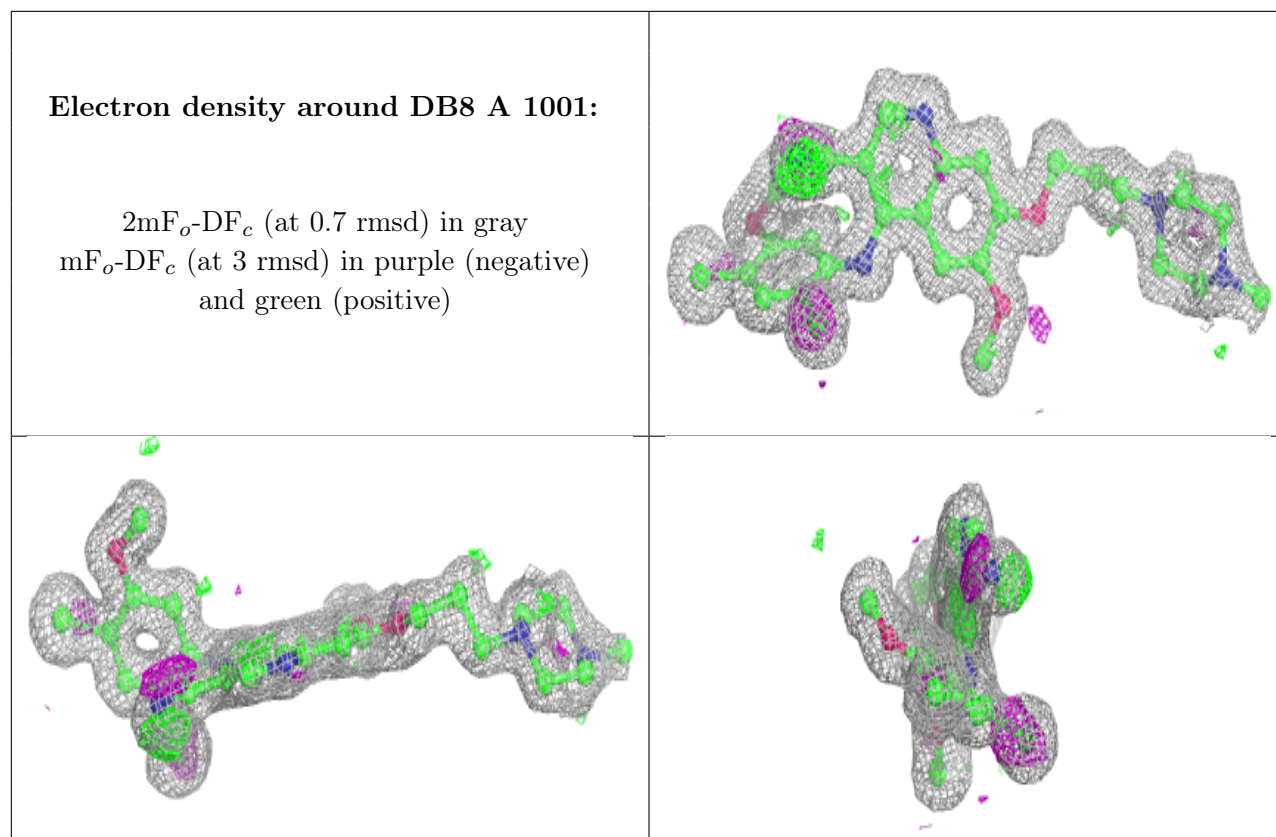 Electron density around DB8 A 1001:
2mFo-DFc (at 0.7 rmsd) in gray
mFo-DFc (at 3 rmsd) in purple (negative)
and green (positive)